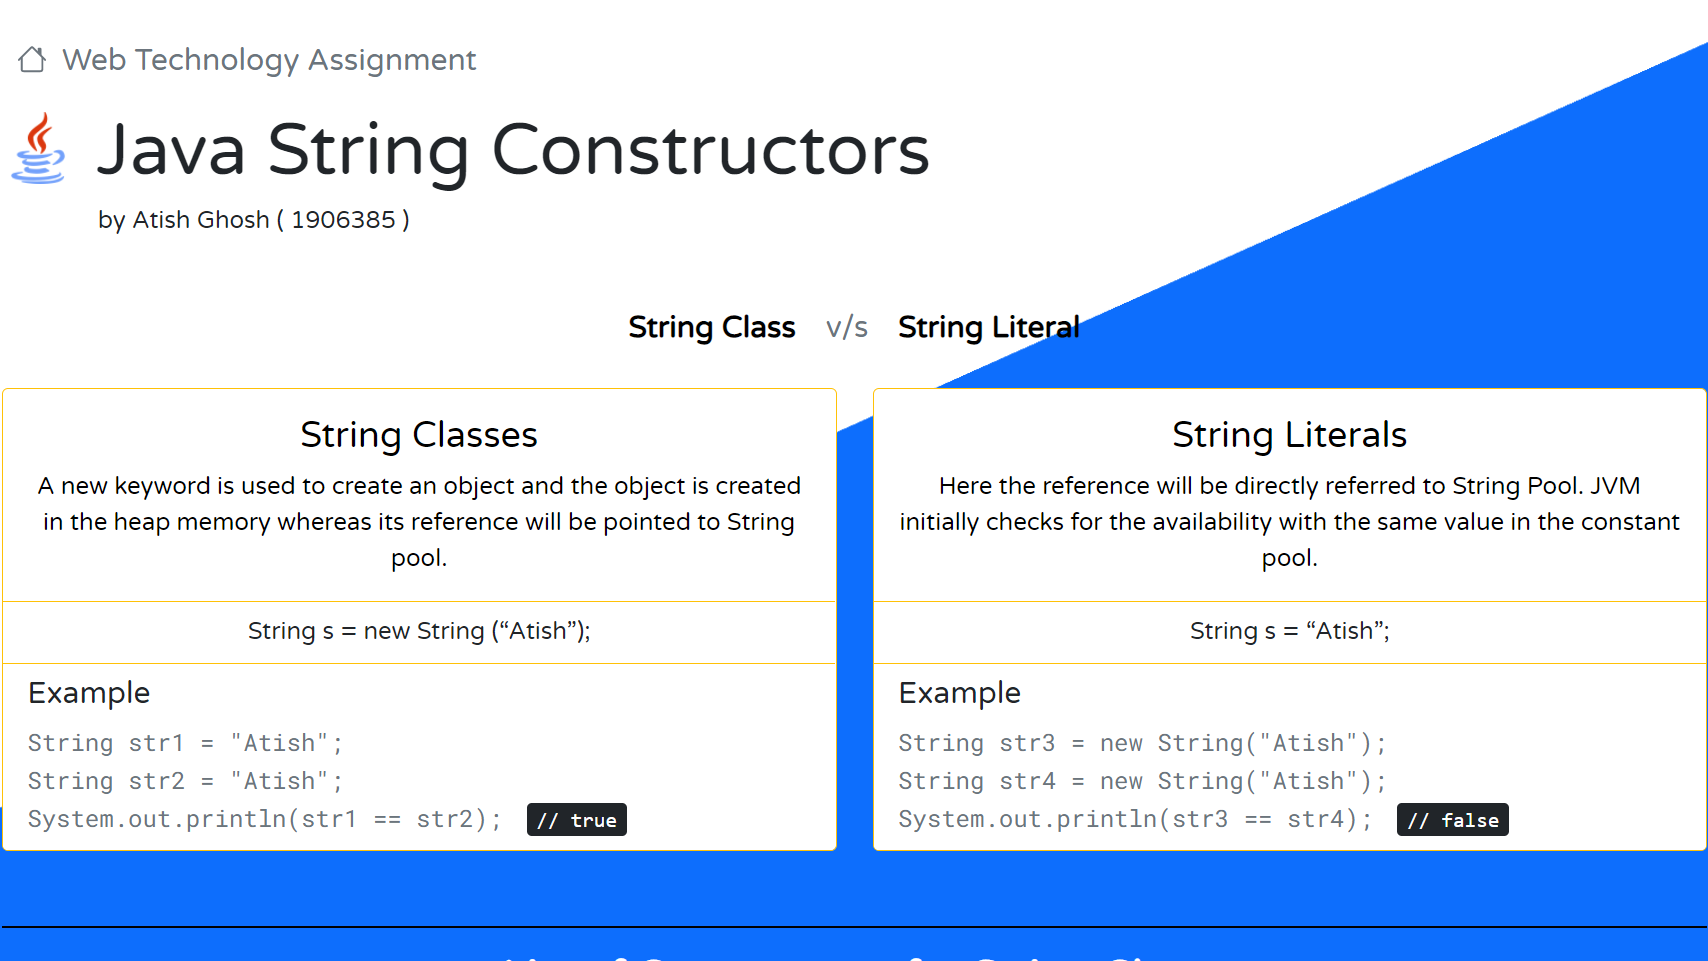 Web Technology Assignment
Java String Constructors
by Atish Ghosh ( 1906385 )
String Class v/s String Literal
String Classes
A new keyword is used to create an object and the object is created
in the heap memory whereas its reference will be pointed to String
pool.
String s = new String (“Atish”);
Example
String str1 = "Atish";
String str2 = "Atish";
System.out.println(str1 == str2); // true
String Literals
Here the reference will be directly referred to String Pool. JVM
initially checks for the availability with the same value in the constant
pool.
String s = “Atish”;
Example
String str3 = new String("Atish");
String str4 = new String("Atish");
System.out.println(str3 == str4); // false